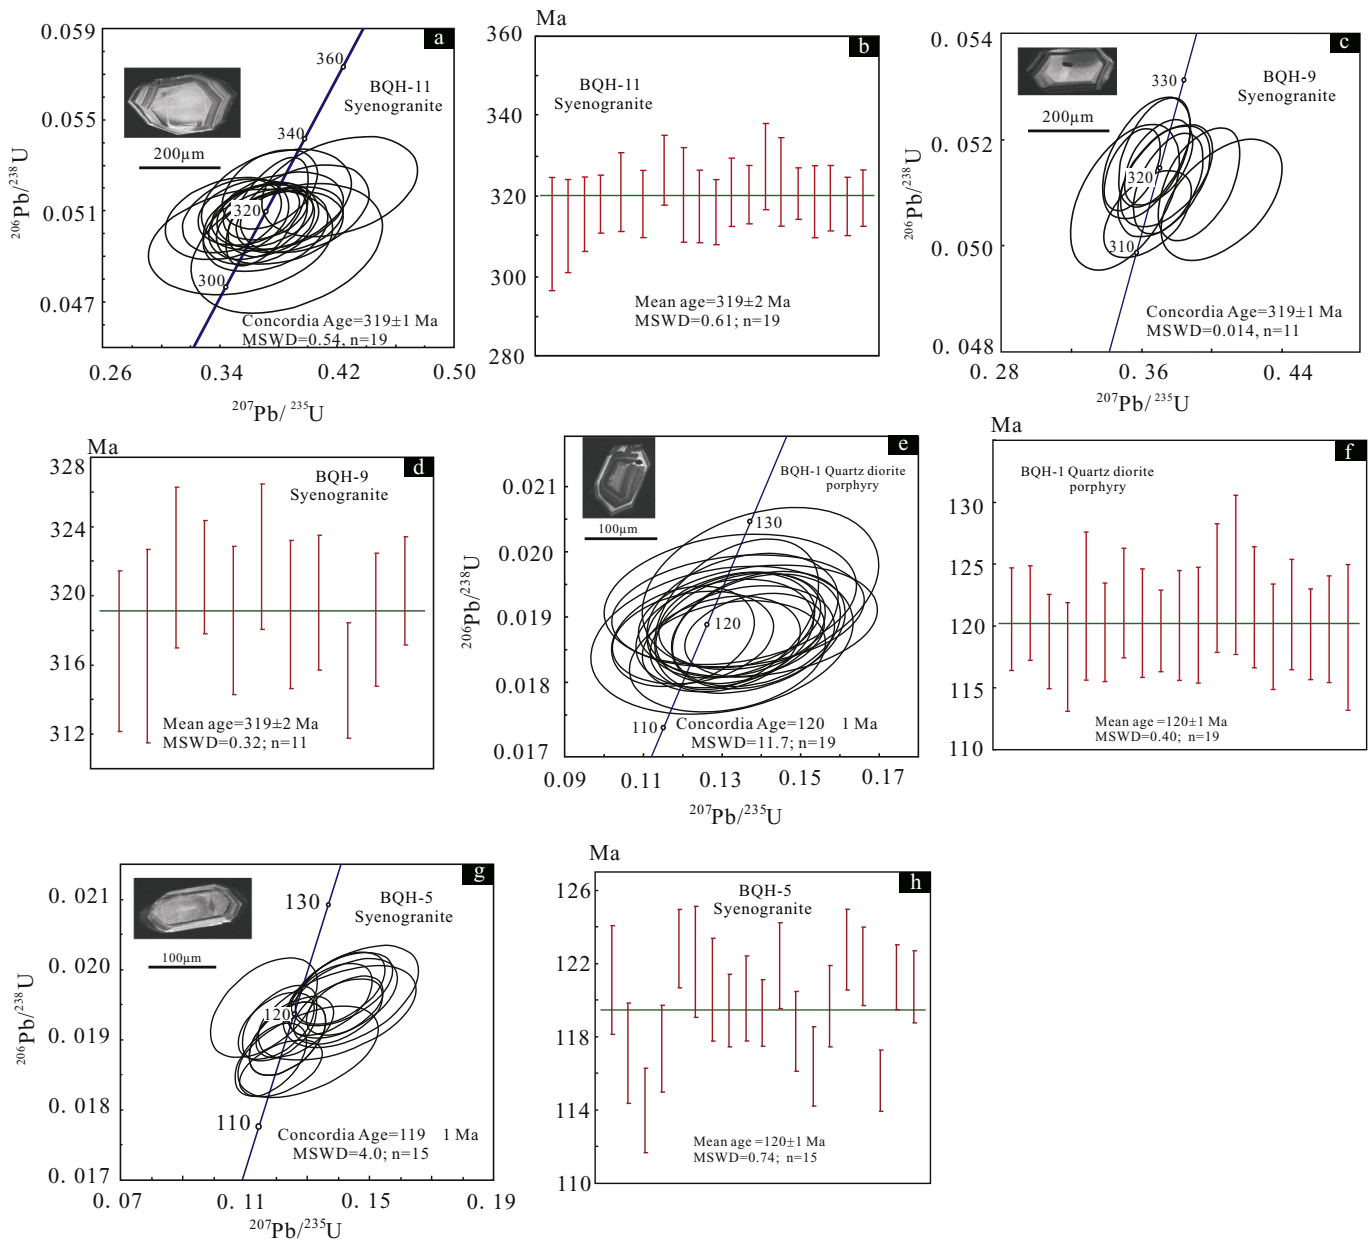 a
0.059
0.055
0.051
0.047
²⁰⁶Pb/²³⁸U
360
340
320
300
BQH-11
Syenogranite
200μm
Concordia Age=319±1 Ma
MSWD=0.54, n=19
0.26
0.34
0.42
0.50
²⁰⁷Pb/²³⁵U
Ma
b
360
340
320
300
280
BQH-11
Syenogranite
Mean age=319±2 Ma
MSWD=0.61; n=19
c
0.054
0.052
0.050
0.048
²⁰⁶Pb/²³⁸U
330
320
310
BQH-9
Syenogranite
200μm
Concordia Age=319±1 Ma
MSWD=0.014, n=11
0.28
0.36
0.44
²⁰⁷Pb/²³⁵U
Ma
d
328
324
320
316
312
BQH-9
Syenogranite
Mean age=319±2 Ma
MSWD=0.32; n=11
e
0.021
0.020
0.019
0.018
0.017
²⁰⁶Pb/²³⁸U
130
120
110
BQH-1 Quartz diorite
porphyry
100μm
Concordia Age=120 1 Ma
MSWD=11.7; n=19
0.09
0.11
0.13
0.15
0.17
²⁰⁷Pb/²³⁵U
Ma
f
130
125
120
115
110
BQH-1 Quartz diorite
porphyry
Mean age =120±1 Ma
MSWD=0.40; n=19
g
0.021
0.020
0.019
0.018
0.017
²⁰⁶Pb/²³⁸U
130
120
110
BQH-5
Syenogranite
100μm
Concordia Age=119 1 Ma
MSWD=4.0; n=15
0.07
0.11
0.15
0.19
²⁰⁷Pb/²³⁵U
Ma
h
126
122
118
114
110
BQH-5
Syenogranite
Mean age =120±1 Ma
MSWD=0.74; n=15